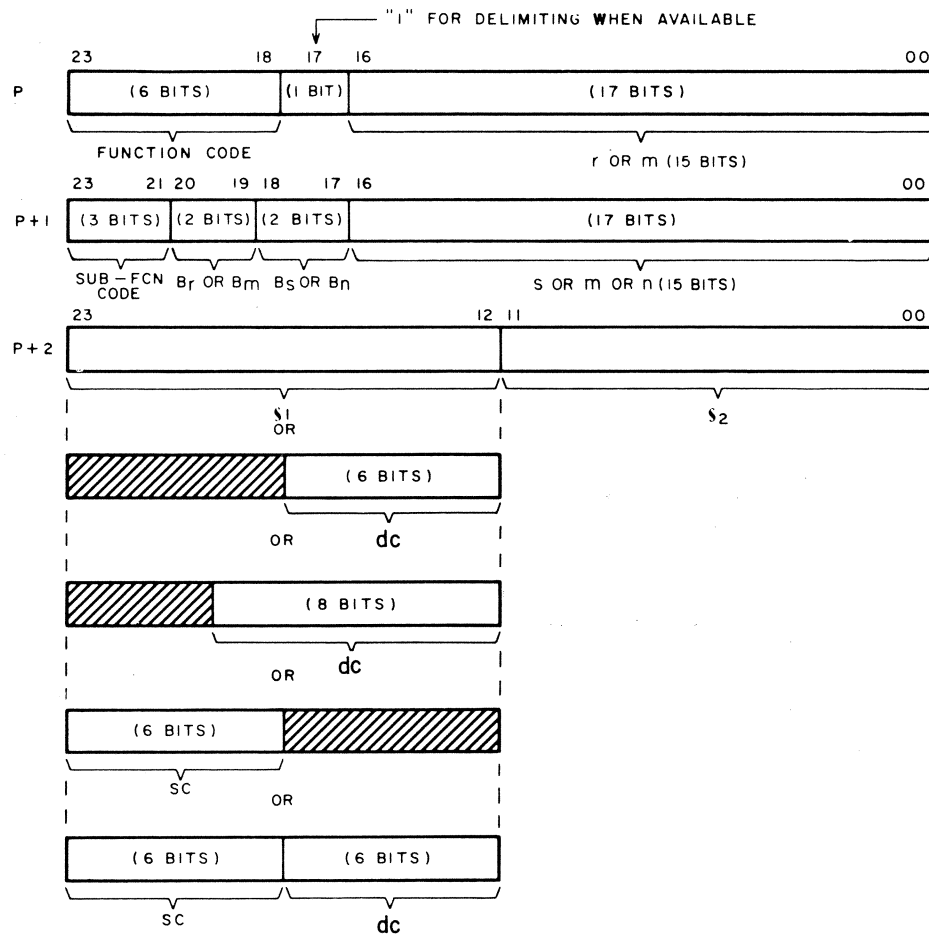 "1" FOR DELIMITING WHEN AVAILABLE
23 18 17 16 00
P (6 BITS) (1 BIT) (17 BITS)
FUNCTION CODE r OR m (15 BITS)
23 21 20 19 18 17 16 00
P+1 (3 BITS) (2 BITS) (2 BITS) (17 BITS)
SUB-FCN CODE Br OR Bm Bs OR Bn s OR m OR n (15 BITS)
23 12 11 00
P+2
S1 S2
OR
(6 BITS)
dc
OR
(8 BITS)
dc
OR
(6 BITS)
SC
OR
(6 BITS) (6 BITS)
SC dc